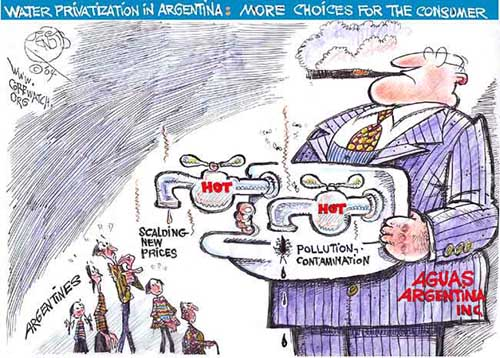 WATER PRIVATIZATION IN ARGENTINA: MORE CHOICES FOR THE CONSUMER
©'04
WWW.
CORPWATCH.
ORG
HOT
HOT
SCALDING
NEW
PRICES
POLLUTION,
CONTAMINATION
ARGENTINES
AGUAS
ARGENTINA
INC.